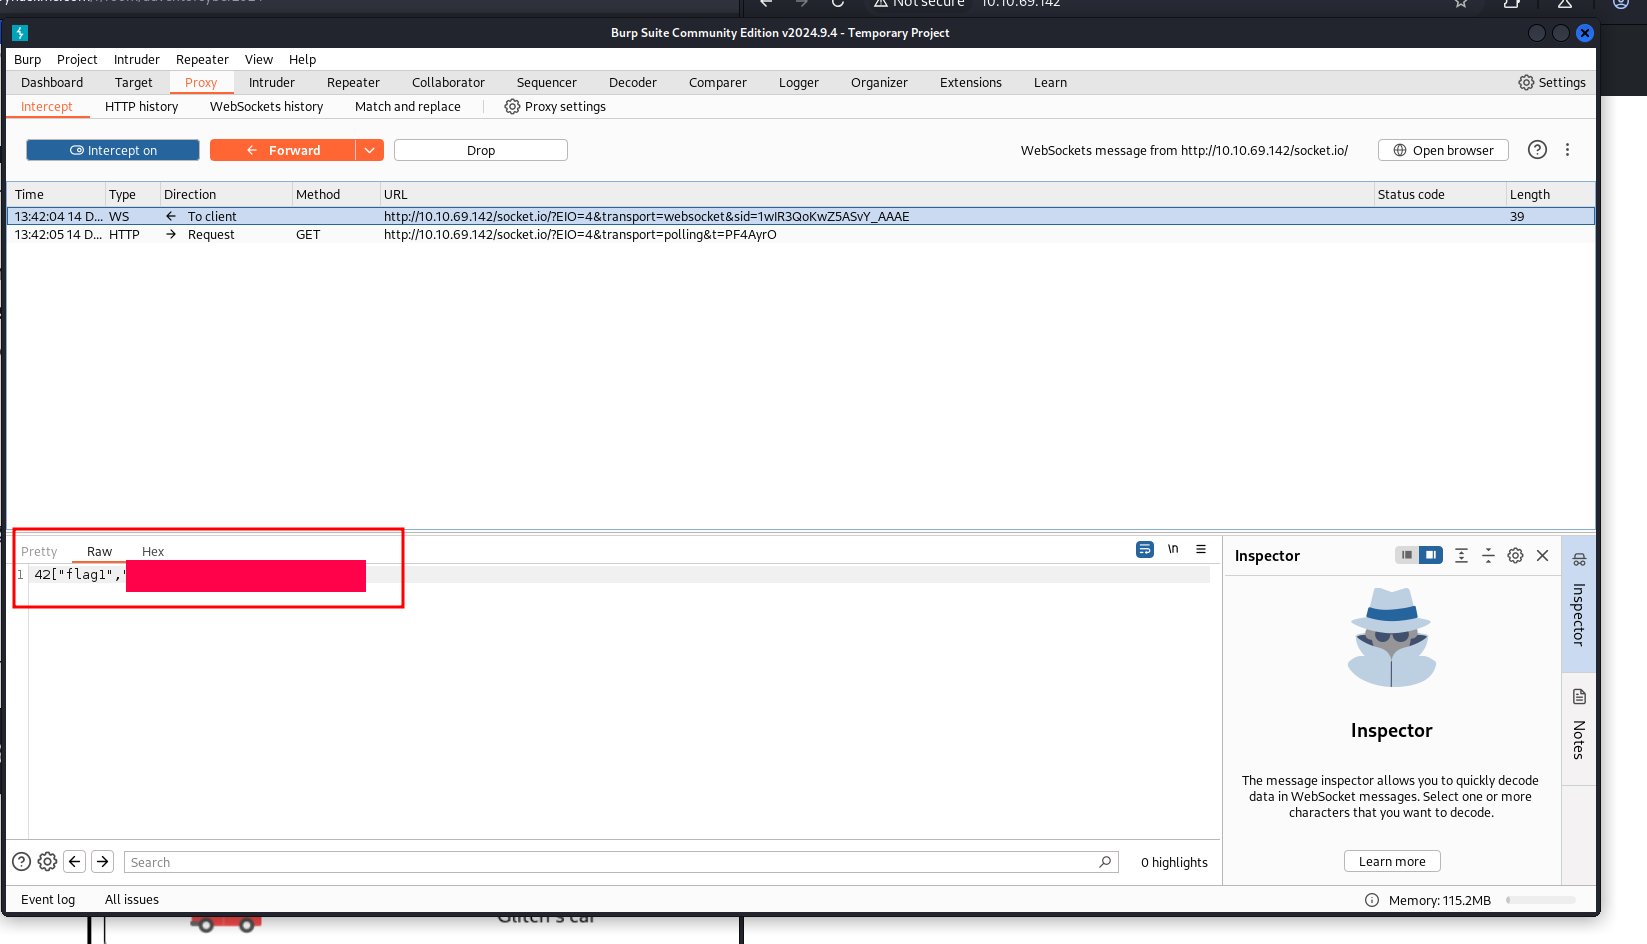 Not secure 10.10.69.142
Burp Suite Community Edition v2024.9.4 - Temporary Project
Burp Project Intruder Repeater View Help
Dashboard Target Proxy Intruder Repeater Collaborator Sequencer Decoder Comparer Logger Organizer Extensions Learn Settings
Intercept HTTP history WebSockets history Match and replace Proxy settings
Intercept on Forward Drop WebSockets message from http://10.10.69.142/socket.io/ Open browser
Time Type Direction Method URL Status code Length
13:42:04 14 D... WS To client http://10.10.69.142/socket.io/?EIO=4&transport=websocket&sid=1wIR3QoKwZ5ASvY_AAAE 39
13:42:05 14 D... HTTP Request GET http://10.10.69.142/socket.io/?EIO=4&transport=polling&t=PF4AyrO
Pretty Raw Hex \n
1 42["flag1","
Inspector
Inspector
Notes
Inspector
The message inspector allows you to quickly decode
data in WebSocket messages. Select one or more
characters that you want to decode.
Learn more
Search 0 highlights
Event log All issues Memory: 115.2MB
Glitch's car